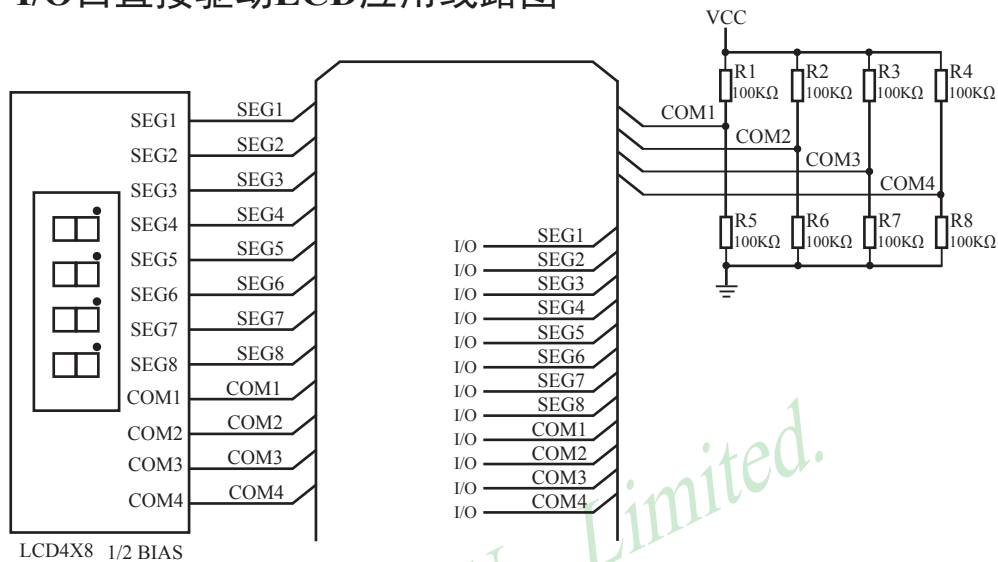 I/O口直接驱动LCD应用线路图
VCC
R1
100KΩ
R2
100KΩ
R3
100KΩ
R4
100KΩ
COM1
COM2
COM3
COM4
R5
100KΩ
R6
100KΩ
R7
100KΩ
R8
100KΩ
SEG1 SEG1
SEG2 SEG2
SEG3 SEG3
SEG4 SEG4
SEG5 SEG5
SEG6 SEG6
SEG7 SEG7
SEG8 SEG8
COM1 COM1
COM2 COM2
COM3 COM3
COM4 COM4
I/O SEG1
I/O SEG2
I/O SEG3
I/O SEG4
I/O SEG5
I/O SEG6
I/O SEG7
I/O SEG8
I/O COM1
I/O COM2
I/O COM3
I/O COM4
Limited.
LCD4X8 1/2 BIAS